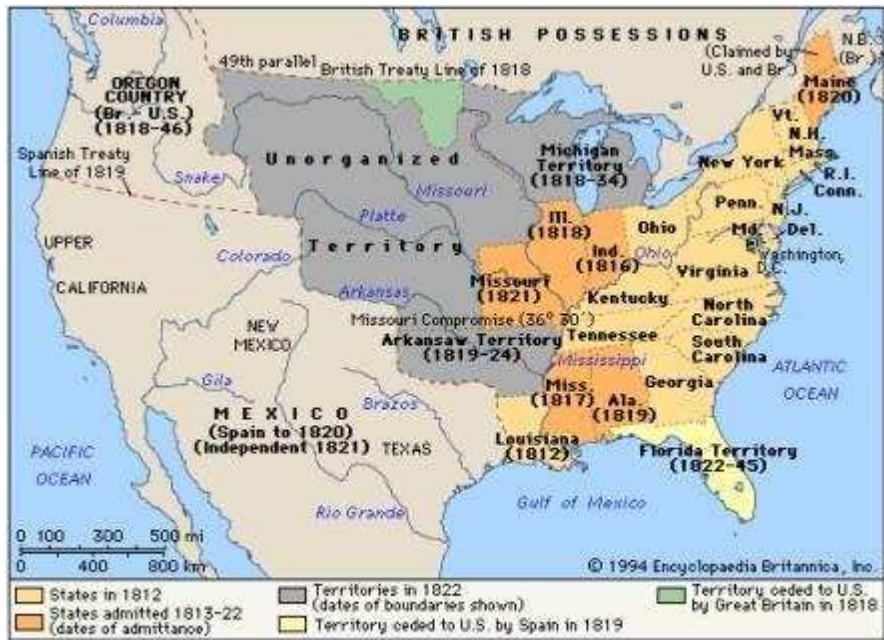 Columbia
BRITISH POSSESSIONS
49th parallel
British Treaty Line of 1818
(Claimed by
U.S. and Br.)
N.B.
(Br.)
OREGON
COUNTRY
(Br. - U.S.)
(1818-46)
Maine
(1820)
Vt.
N.H.
Mass.
R.I.
Conn.
New York
Michigan
Territory
(1818-34)
Unorganized
Territory
Spanish Treaty
Line of 1819
Snake
Missouri
Platte
Penn.
N.J.
Md.
Del.
Washington,
D.C.
Ohio
Ohio
Ill.
(1818)
Ind.
(1816)
UPPER
CALIFORNIA
Colorado
Missouri
(1821)
Virginia
Arkansas
Kentucky
Missouri Compromise (36° 30´)
North
Carolina
NEW
MEXICO
Arkansaw Territory
(1819-24)
Tennessee
South
Carolina
Mississippi
ATLANTIC
OCEAN
Gila
Miss.
(1817)
Ala.
(1819)
Georgia
Brazos
MEXICO
(Spain to 1820)
(Independent 1821)
TEXAS
Louisiana
(1812)
Florida Territory
(1822-45)
PACIFIC
OCEAN
Rio Grande
Gulf of Mexico
0 100 300 500 mi
0 400 800 km
© 1994 Encyclopaedia Britannica, Inc.
States in 1812
States admitted 1813-22
(dates of admittance)
Territories in 1822
(dates of boundaries shown)
Territory ceded to U.S. by Spain in 1819
Territory ceded to U.S.
by Great Britain in 1818